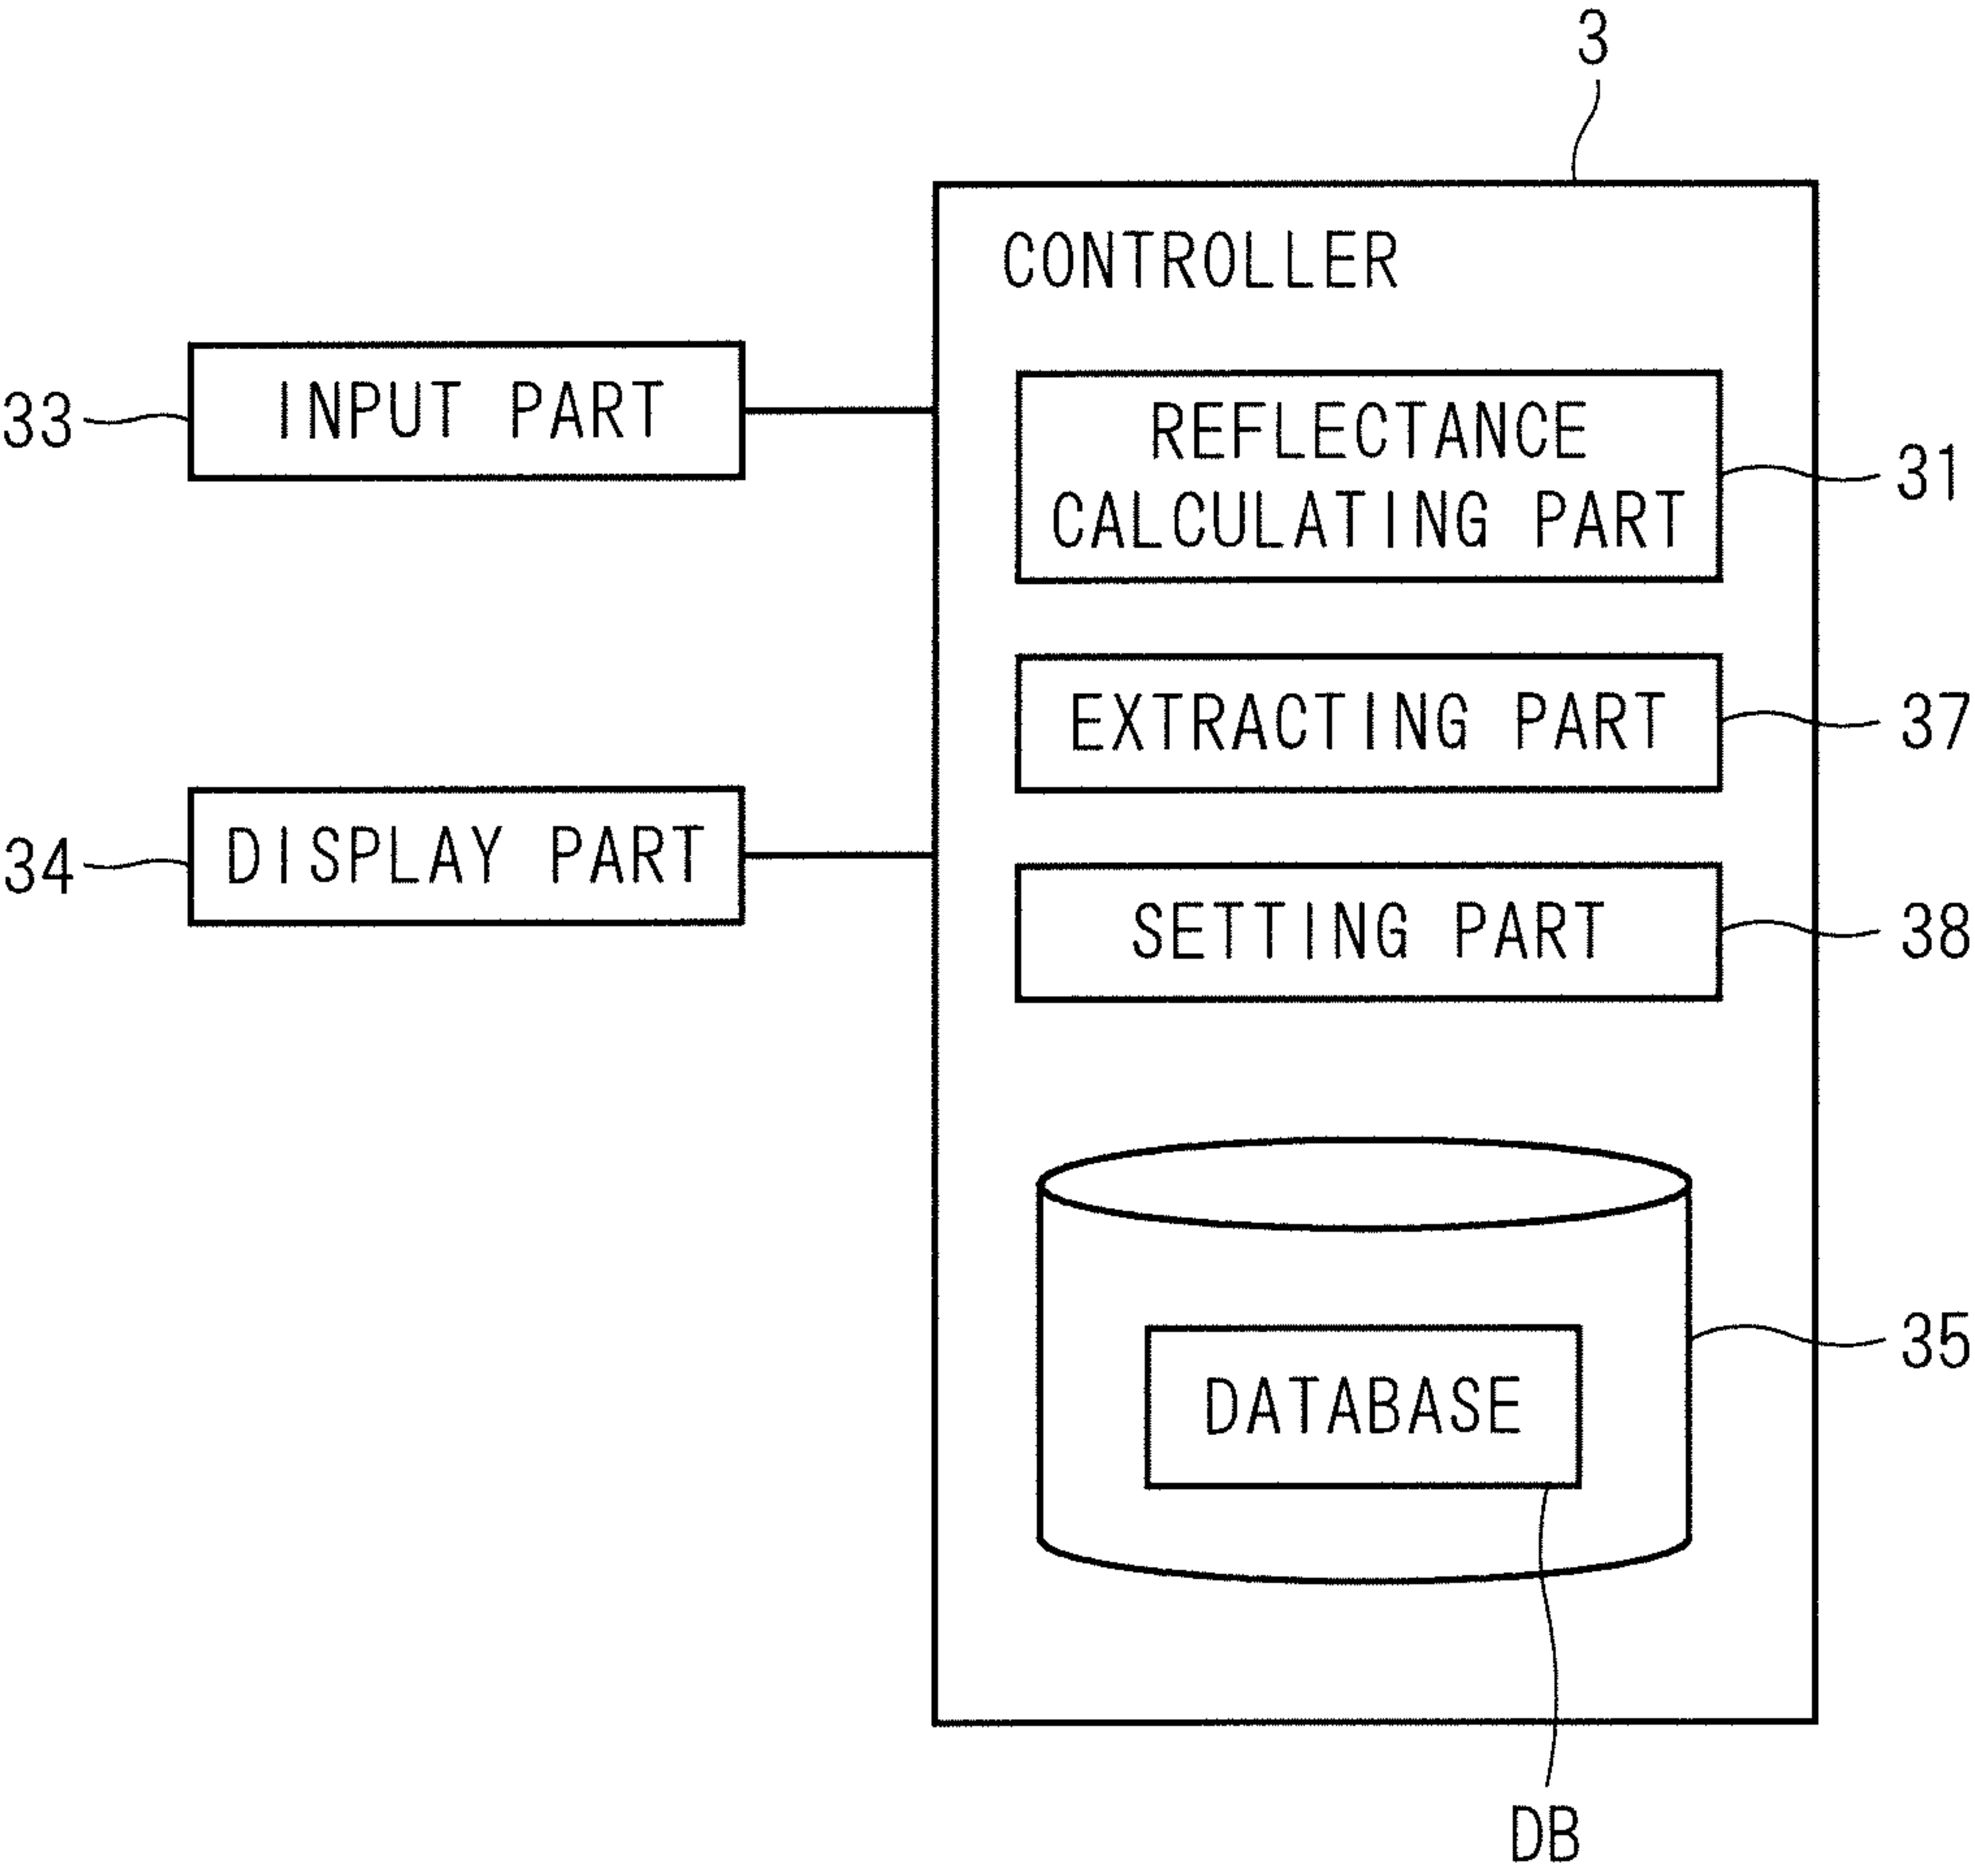 3
CONTROLLER
33
INPUT PART
REFLECTANCE
CALCULATING PART
31
EXTRACTING PART
37
34
DISPLAY PART
SETTING PART
38
35
DATABASE
DB